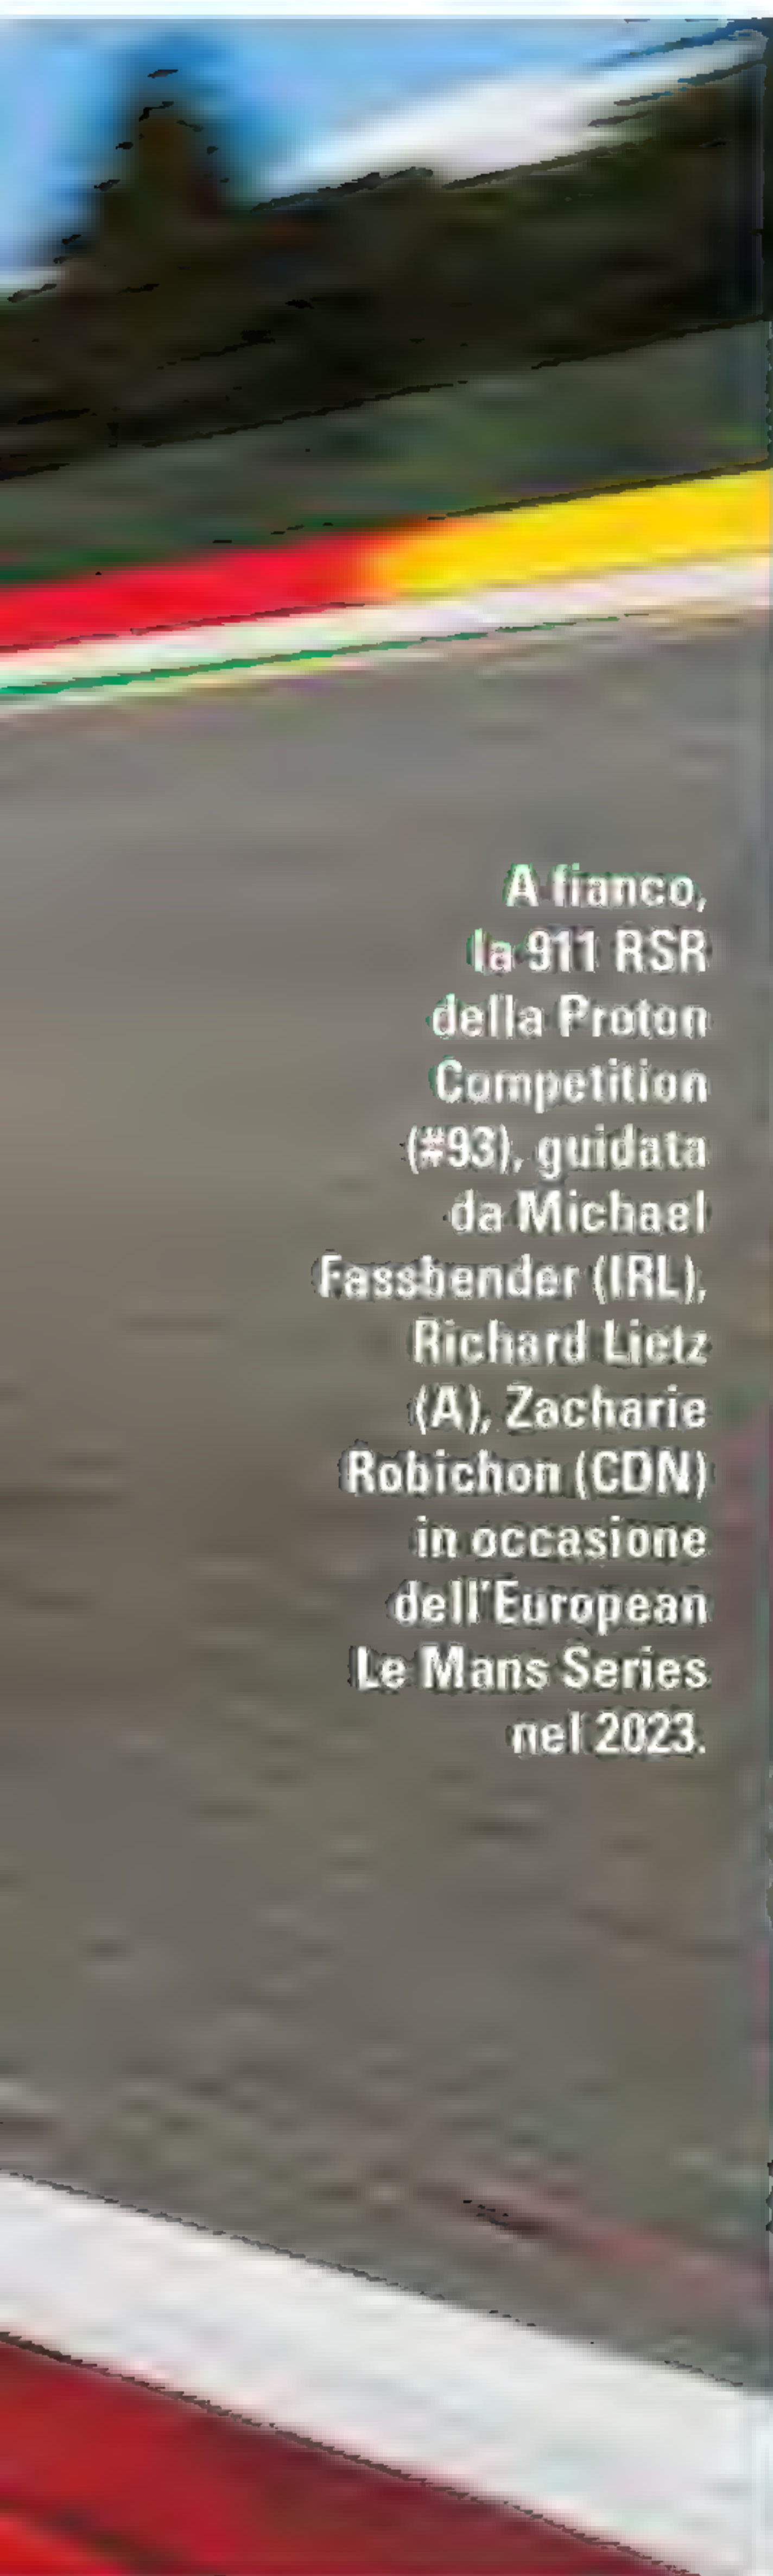 A fianco,
la 911 RSR
della Proton
Competition
(#93), guidata
da Michael
Fassbender (IRL),
Richard Lietz
(A), Zacharie
Robichon (CDN)
in occasione
dell'European
Le Mans Series
nel 2023.